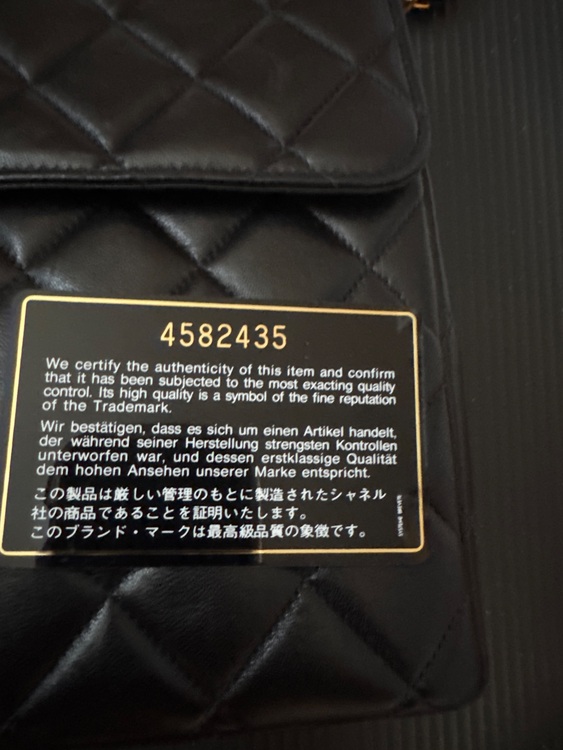 4582435
We certify the authenticity of this item and confirm
that it has been subjected to the most exacting quality
control. Its high quality is a symbol of the fine reputation
of the Trademark.
Wir bestätigen, dass es sich um einen Artikel handelt,
der während seiner Herstellung strengsten Kontrollen
unterworfen war, und dessen erstklassige Qualität
dem hohen Ansehen unserer Marke entspricht.
この製品は厳しい管理のもとに製造されたシャネル
社の商品であることを証明いたします。
このブランド・マークは最高級品質の象徴です。